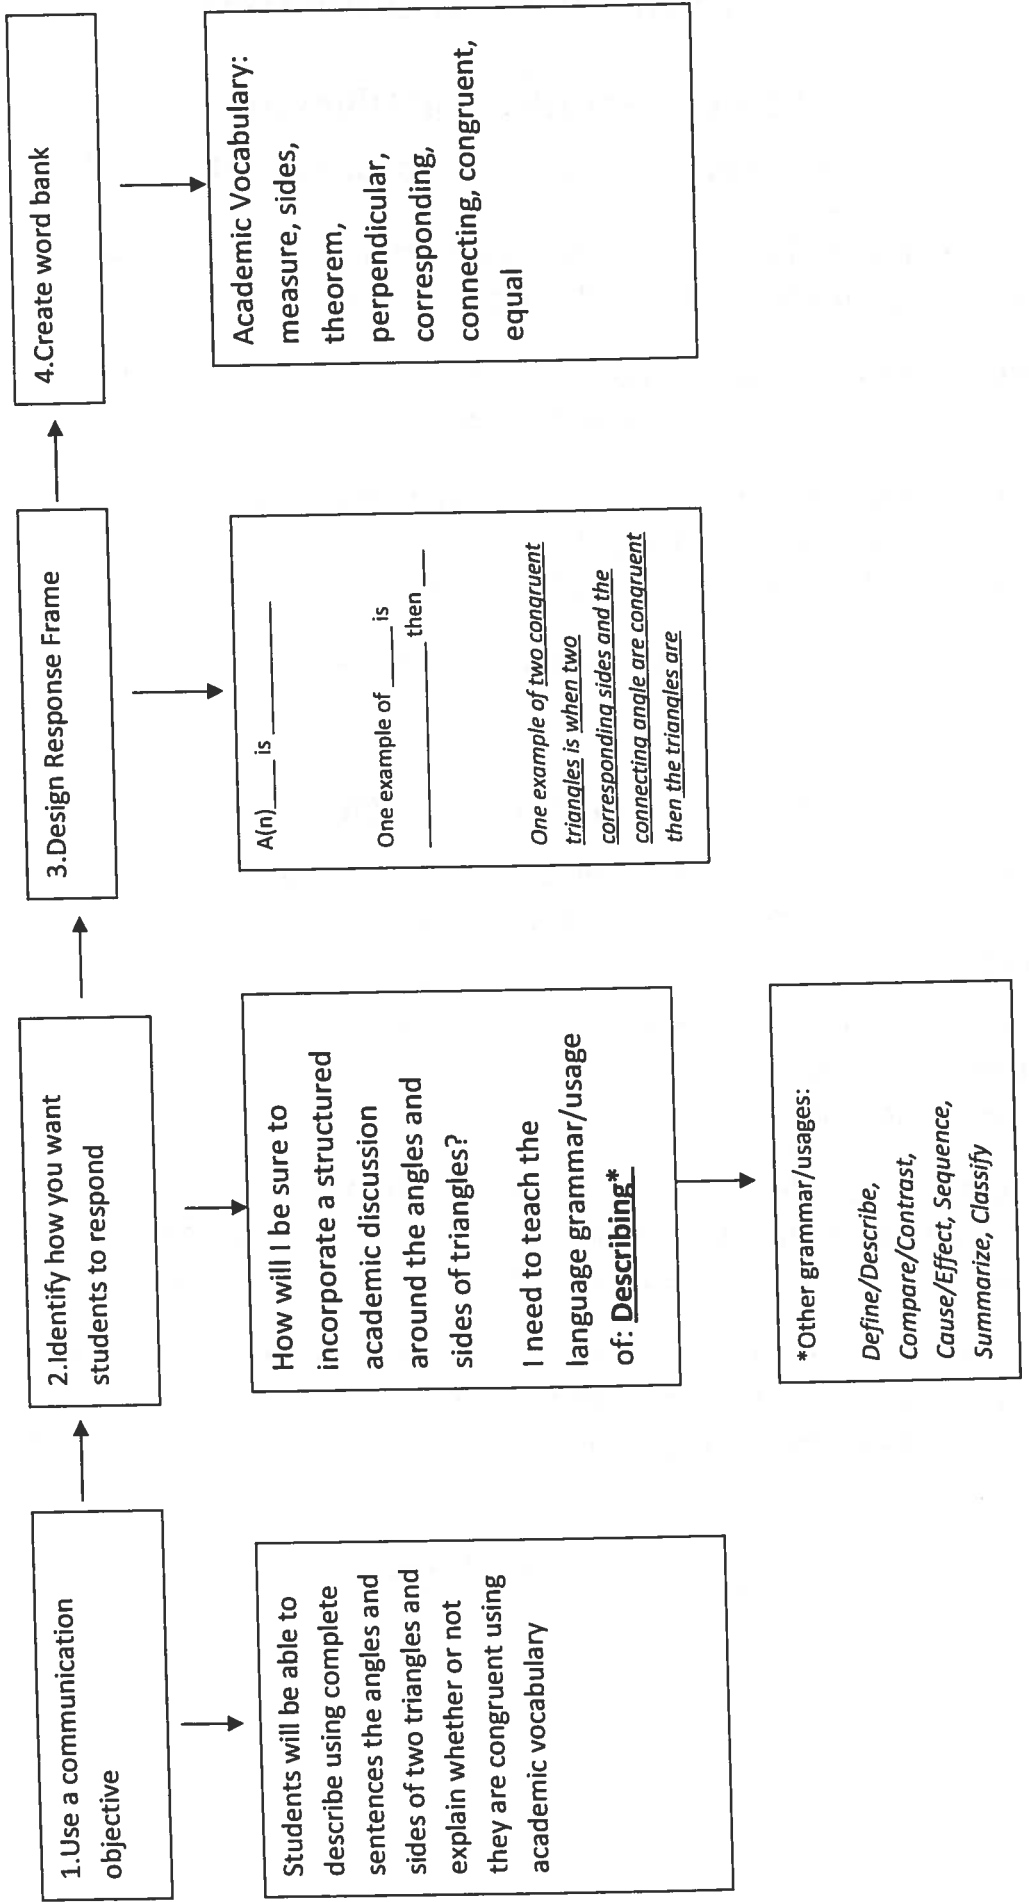 1.Use a communication
objective
Students will be able to
describe using complete
sentences the angles and
sides of two triangles and
explain whether or not
they are congruent using
academic vocabulary
2.Identify how you want
students to respond
How will I be sure to
incorporate a structured
academic discussion
around the angles and
sides of triangles?
I need to teach the
language grammar/usage
of: Describing*
*Other grammar/usages:
Define/Describe,
Compare/Contrast,
Cause/Effect, Sequence,
Summarize, Classify
3.Design Response Frame
A(n)____ is ________
One example of _____is
_______________then ___
One example of two congruent
triangles is when two
corresponding sides and the
connecting angle are congruent
then the triangles are
4.Create word bank
Academic Vocabulary:
measure, sides,
theorem,
perpendicular,
corresponding,
connecting, congruent,
equal